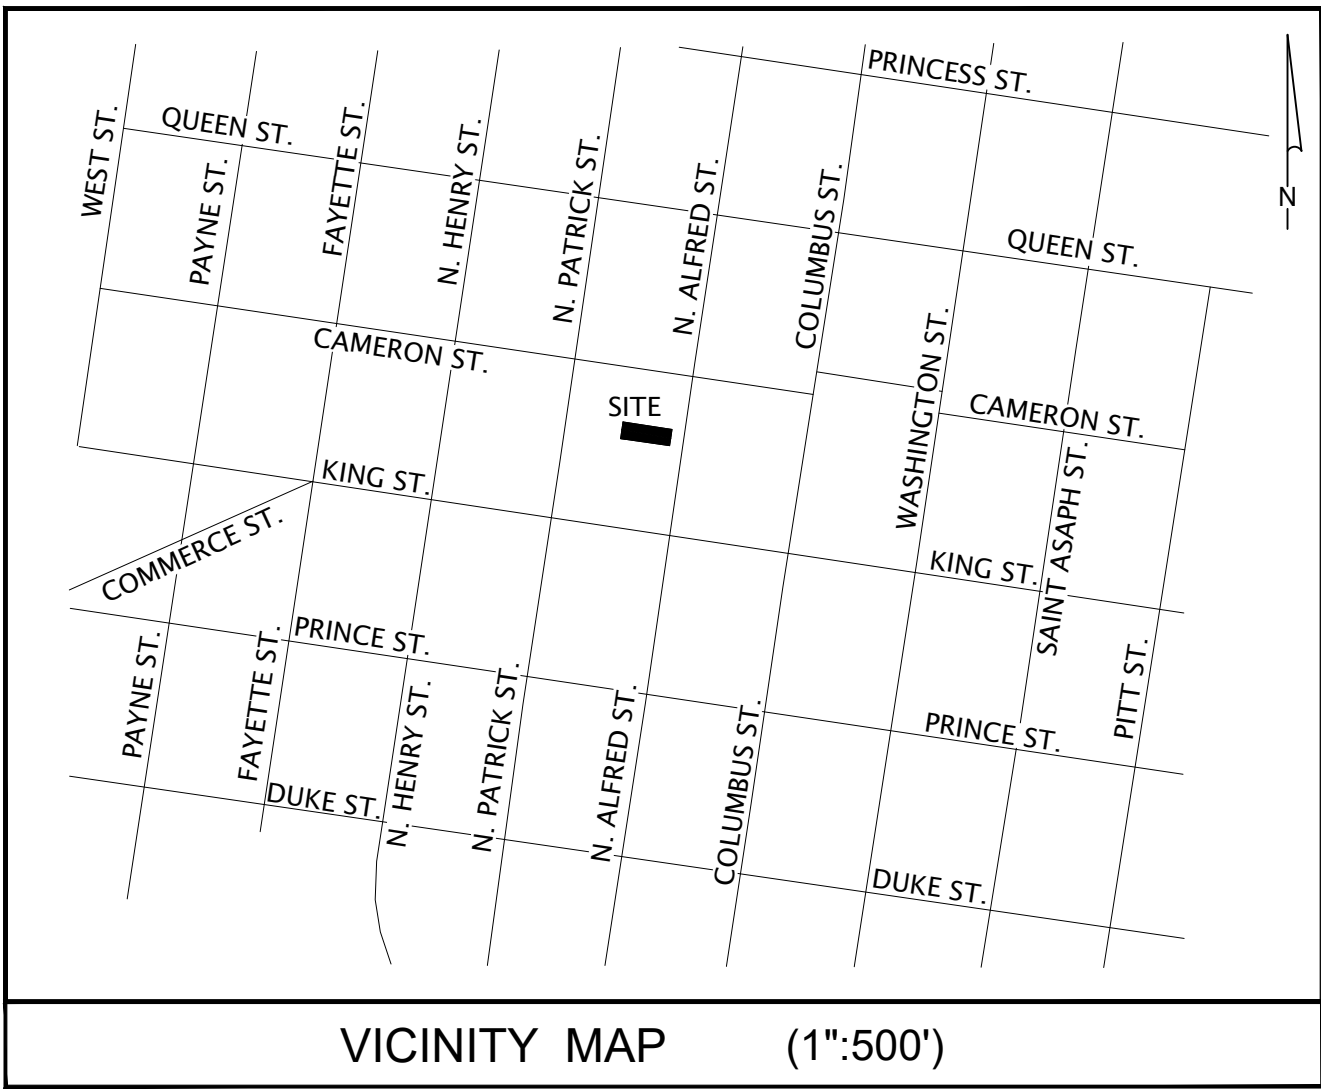 PRINCESS ST.
QUEEN ST.
WEST ST.
PAYNE ST.
FAYETTE ST.
N. HENRY ST.
N. PATRICK ST.
N. ALFRED ST.
COLUMBUS ST.
QUEEN ST.
N
CAMERON ST.
WASHINGTON ST.
SITE
CAMERON ST.
KING ST.
SAINT ASAPH ST.
COMMERCE ST.
KING ST.
PRINCE ST.
PAYNE ST.
FAYETTE ST.
N. HENRY ST.
N. PATRICK ST.
N. ALFRED ST.
COLUMBUS ST.
PITT ST.
PRINCE ST.
DUKE ST.
DUKE ST.
VICINITY MAP (1":500')